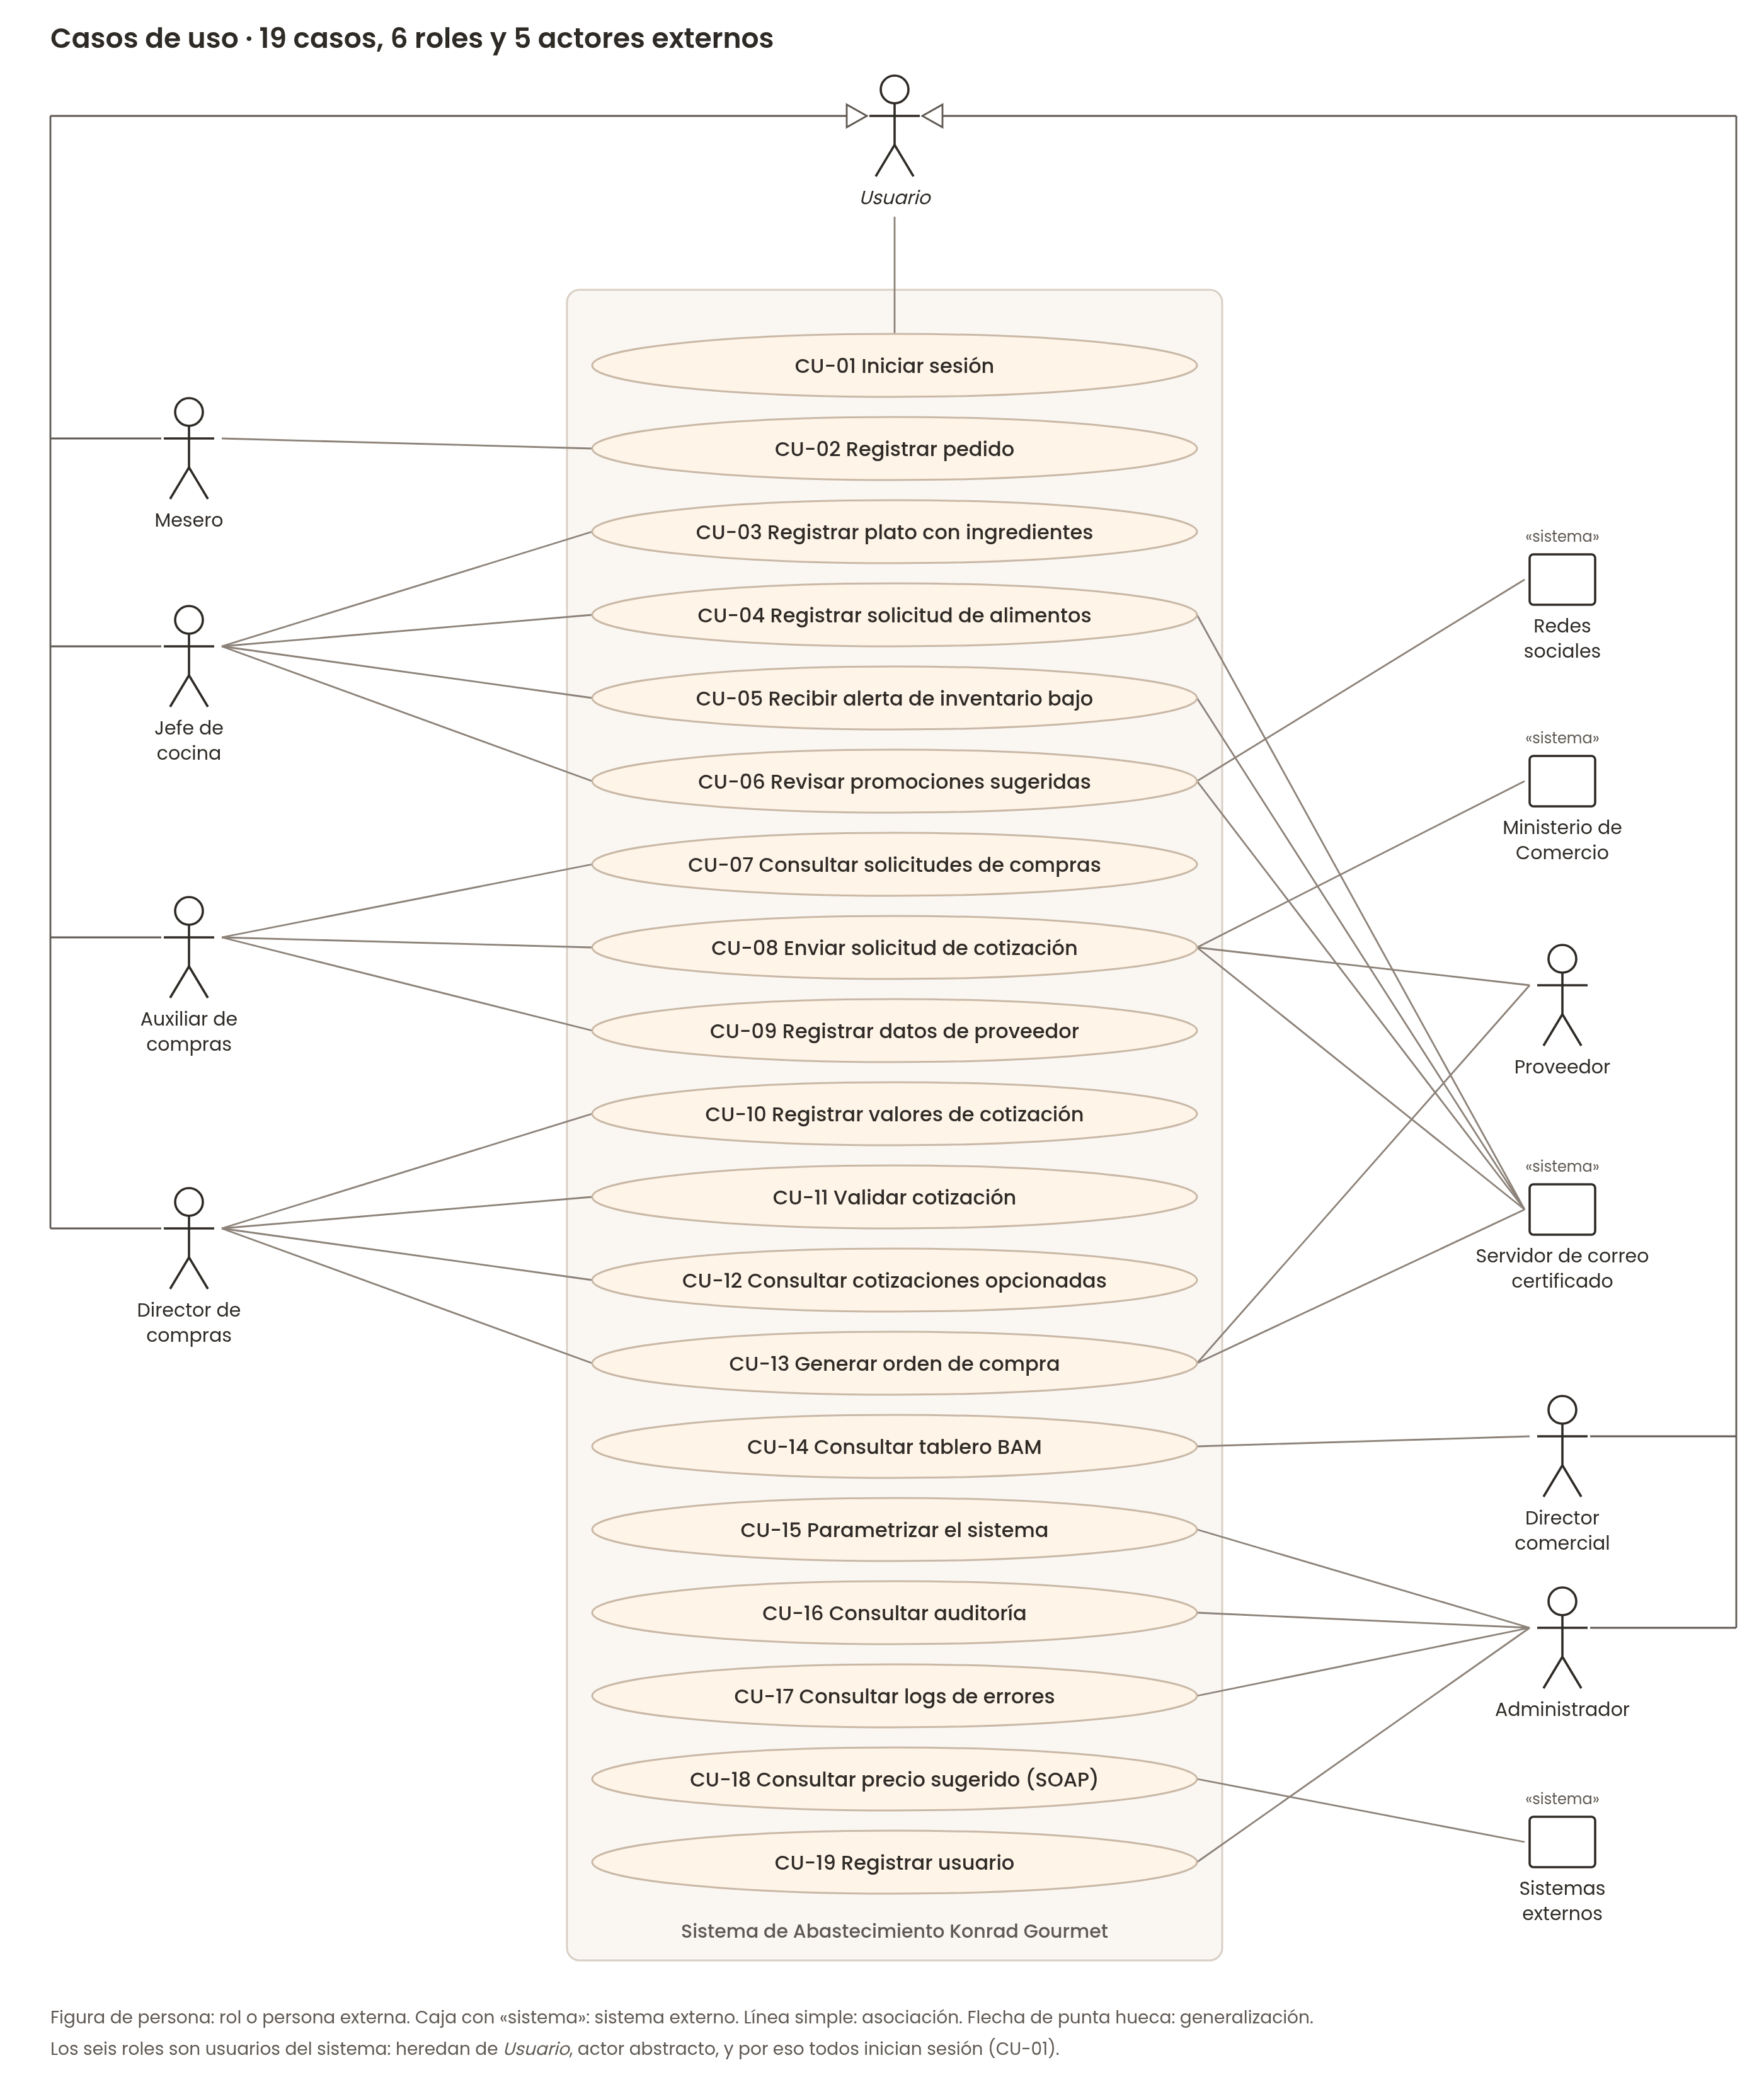 Casos de uso · 19 casos, 6 roles y 5 actores externos
Usuario
CU-01 Iniciar sesión
CU-02 Registrar pedido
Mesero
CU-03 Registrar plato con ingredientes
«sistema»
CU-04 Registrar solicitud de alimentos
Redes
sociales
CU-05 Recibir alerta de inventario bajo
Jefe de
cocina
«sistema»
CU-06 Revisar promociones sugeridas
Ministerio de
Comercio
CU-07 Consultar solicitudes de compras
CU-08 Enviar solicitud de cotización
Auxiliar de
compras
CU-09 Registrar datos de proveedor
Proveedor
CU-10 Registrar valores de cotización
«sistema»
CU-11 Validar cotización
Servidor de correo
certificado
CU-12 Consultar cotizaciones opcionadas
Director de
compras
CU-13 Generar orden de compra
CU-14 Consultar tablero BAM
Director
comercial
CU-15 Parametrizar el sistema
CU-16 Consultar auditoría
CU-17 Consultar logs de errores
Administrador
CU-18 Consultar precio sugerido (SOAP)
«sistema»
CU-19 Registrar usuario
Sistemas
externos
Sistema de Abastecimiento Konrad Gourmet
Figura de persona: rol o persona externa. Caja con «sistema»: sistema externo. Línea simple: asociación. Flecha de punta hueca: generalización.
Los seis roles son usuarios del sistema: heredan de Usuario, actor abstracto, y por eso todos inician sesión (CU-01).